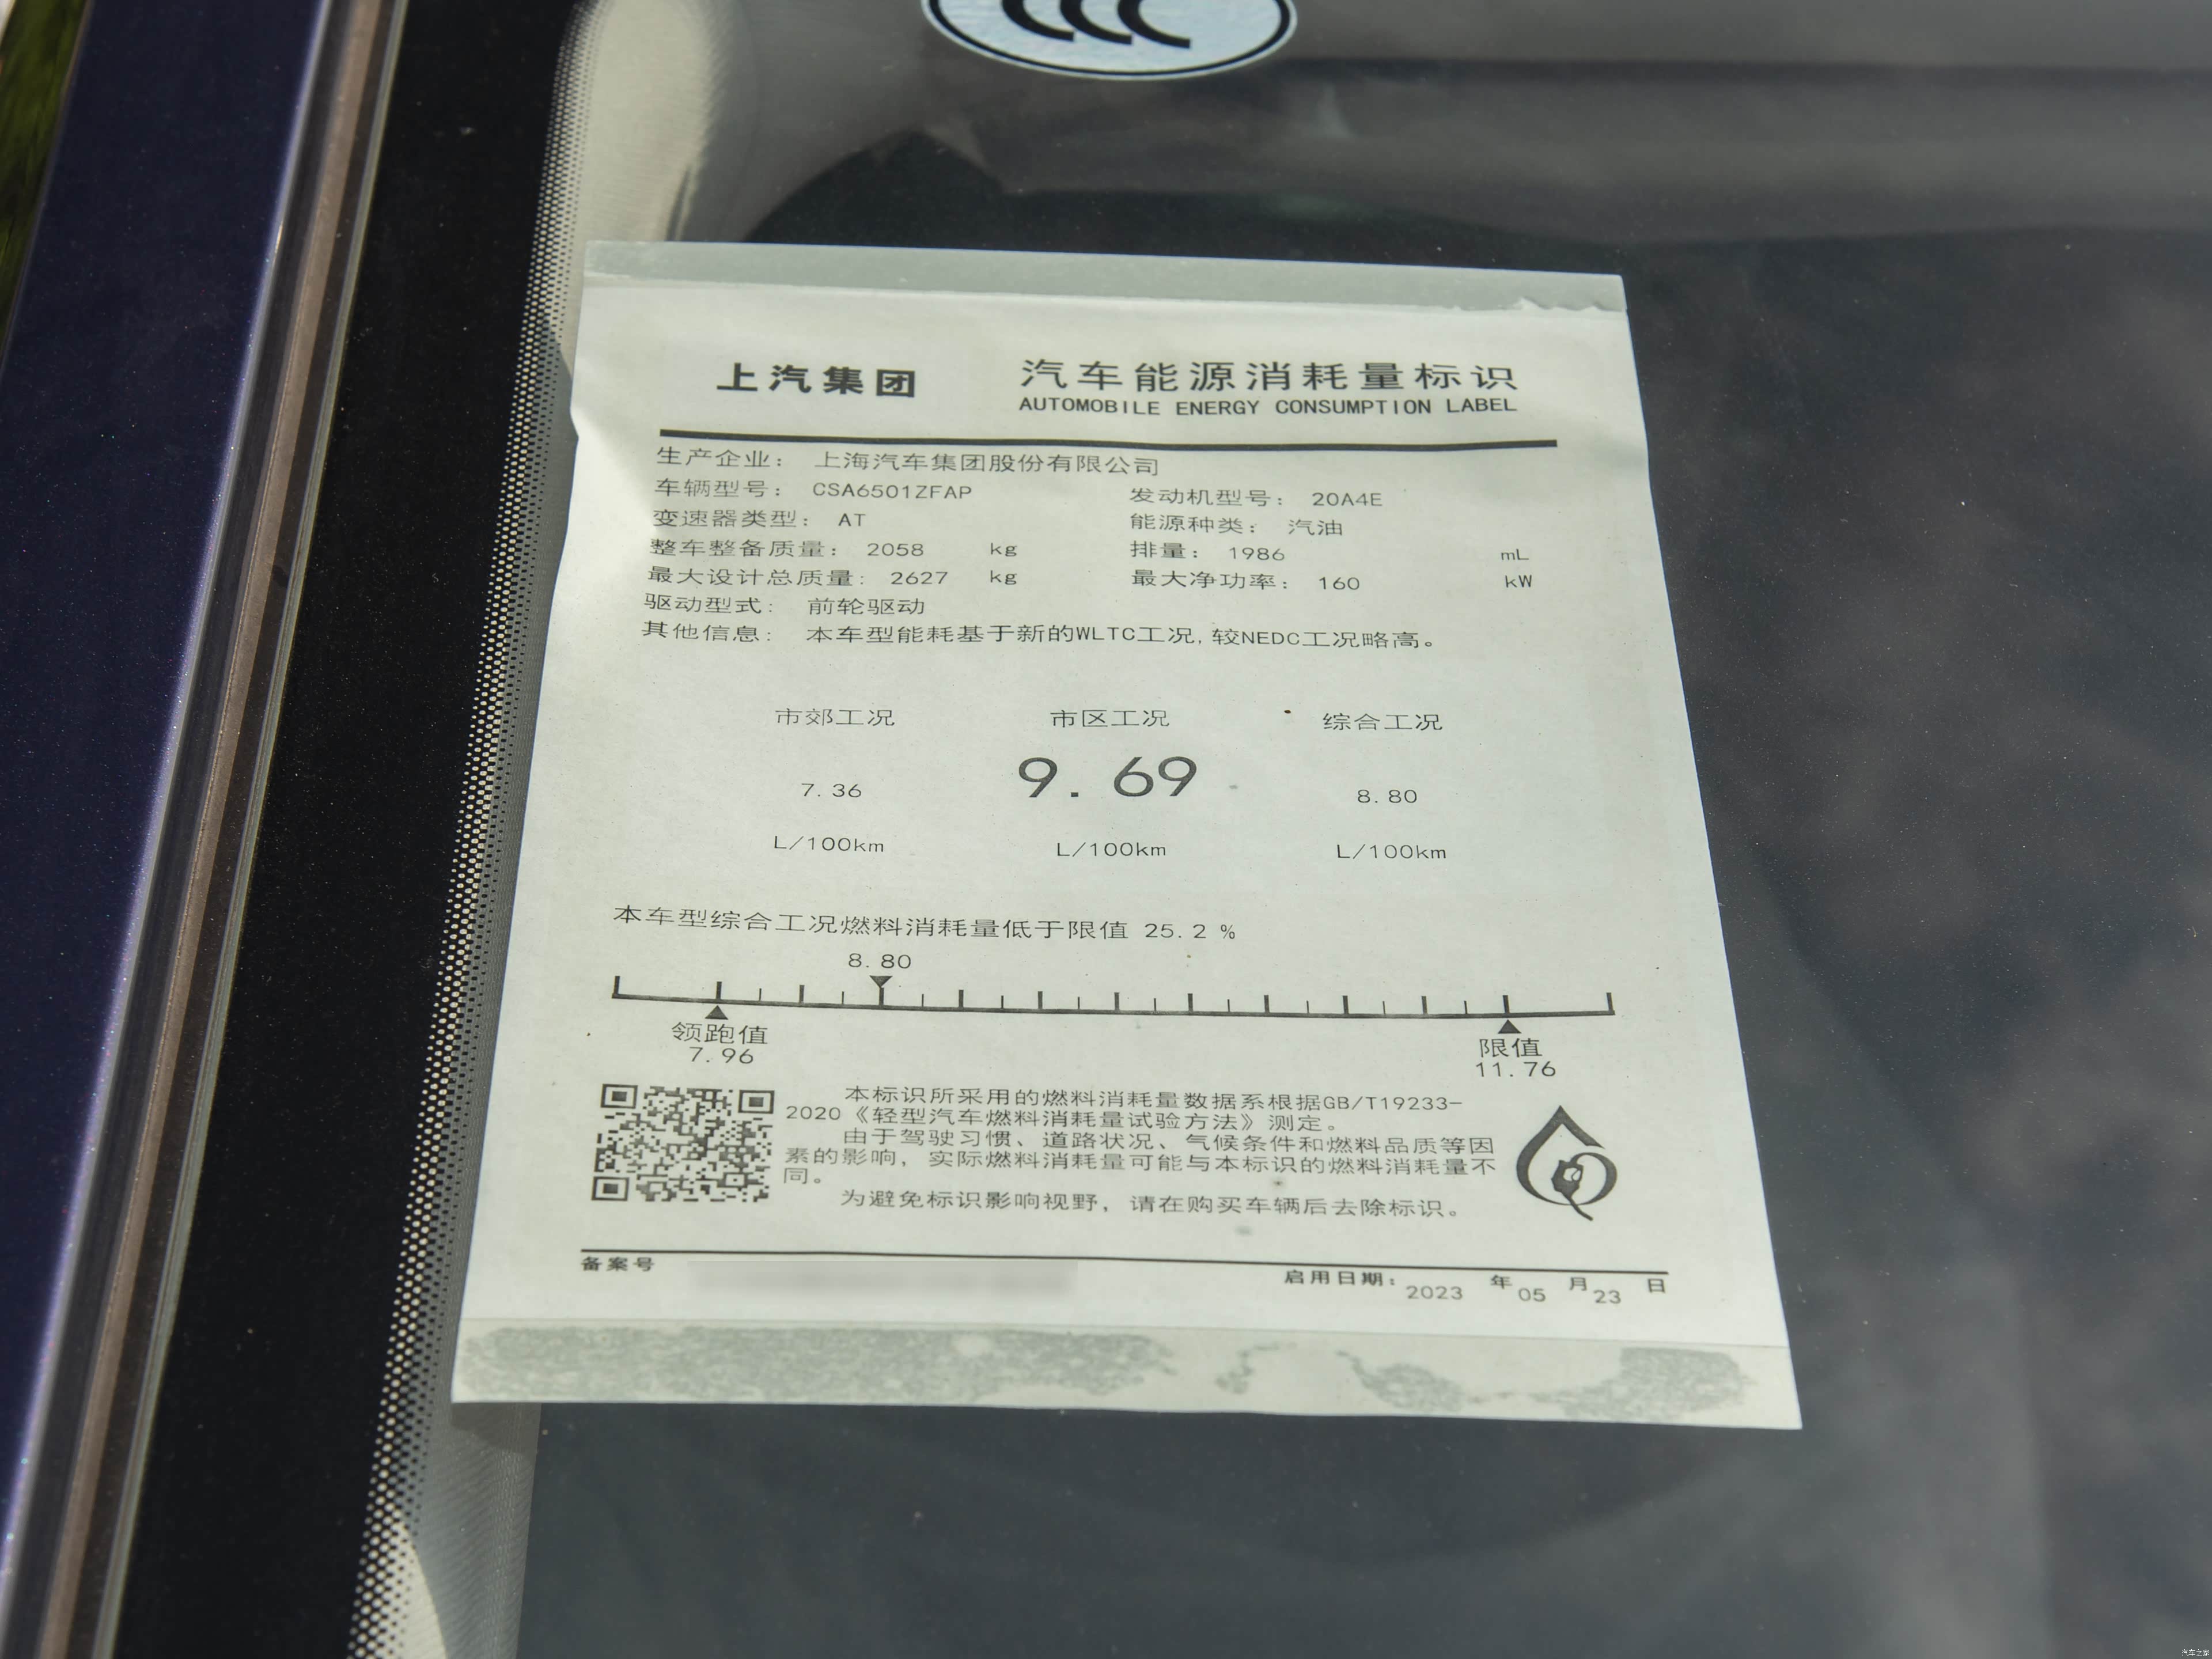 CCC
上汽集团 汽车能源消耗量标识
AUTOMOBILE ENERGY CONSUMPTION LABEL
生产企业： 上海汽车集团股份有限公司
车辆型号： CSA6501ZFAP 发动机型号： 20A4E
变速器类型： AT 能源种类： 汽油
整车整备质量： 2058 kg 排量： 1986 mL
最大设计总质量： 2627 kg 最大净功率： 160 kW
驱动型式： 前轮驱动
其他信息： 本车型能耗基于新的WLTC工况, 较NEDC工况略高。
市郊工况 市区工况 综合工况
7.36 9.69 8.80
L/100km L/100km L/100km
本车型综合工况燃料消耗量低于限值 25.2 %
8.80
领跑值 限值
7.96 11.76
本标识所采用的燃料消耗量数据系根据GB/T19233-
2020《轻型汽车燃料消耗量试验方法》测定。
由于驾驶习惯、道路状况、气候条件和燃料品质等因
素的影响，实际燃料消耗量可能与本标识的燃料消耗量不
同。
为避免标识影响视野，请在购买车辆后去除标识。
备案号 启用日期： 2023 年 05 月 23 日
汽车之家